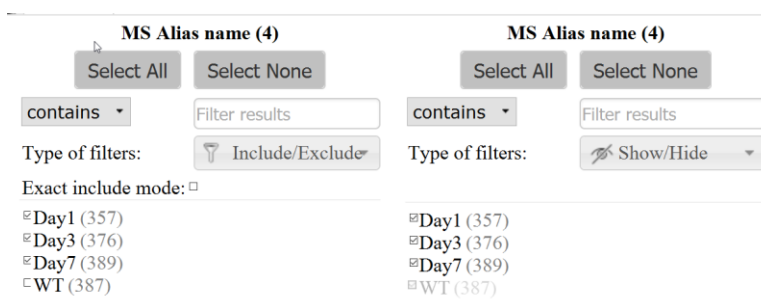 MS Alias name (4)
Select All Select None
contains Filter results
Type of filters: Include/Exclude
Exact include mode:
Day1 (357)
Day3 (376)
Day7 (389)
WT (387)
MS Alias name (4)
Select All Select None
contains Filter results
Type of filters: Show/Hide
Day1 (357)
Day3 (376)
Day7 (389)
WT (387)